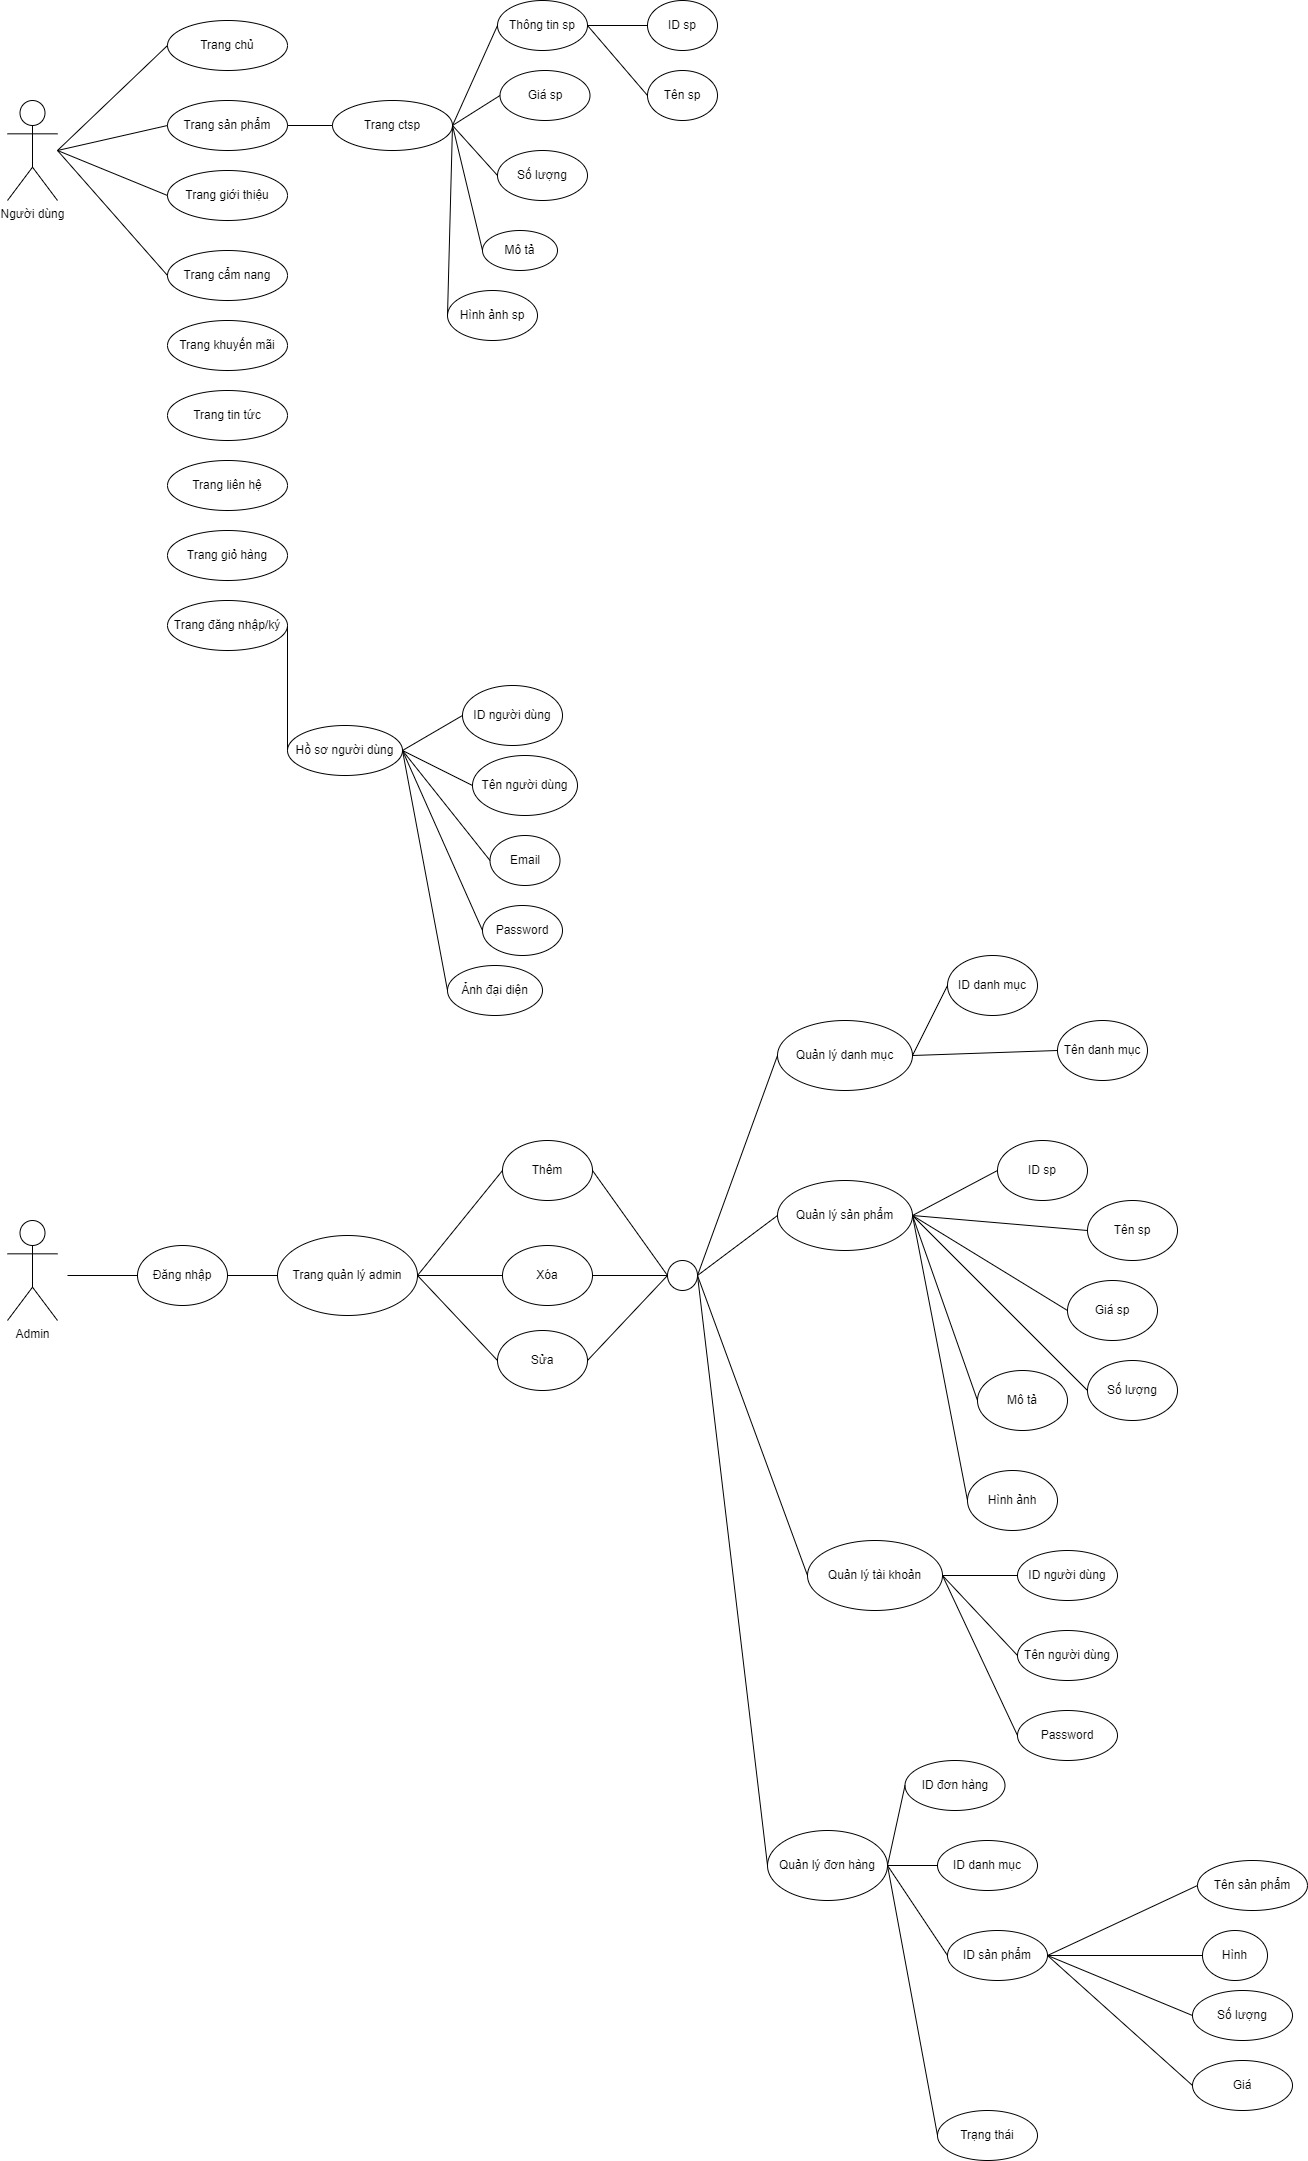 Thông tin sp
ID sp
Trang chủ
Giá sp
Tên sp
Trang sản phẩm
Trang ctsp
Số lượng
Trang giới thiệu
Người dùng
Mô tả
Trang cẩm nang
Hình ảnh sp
Trang khuyến mãi
Trang tin tức
Trang liên hệ
Trang giỏ hàng
Trang đăng nhập/ký
ID người dùng
Hồ sơ người dùng
Tên người dùng
Email
Password
Ảnh đại diện
ID danh mục
Quản lý danh mục
Tên danh mục
Thêm
ID sp
Quản lý sản phẩm
Tên sp
Đăng nhập
Trang quản lý admin
Xóa
Giá sp
Admin
Sửa
Số lượng
Mô tả
Hình ảnh
Quản lý tài khoản
ID người dùng
Tên người dùng
Password
ID đơn hàng
Quản lý đơn hàng
ID danh mục
Tên sản phẩm
ID sản phẩm
Hình
Số lượng
Giá
Trạng thái